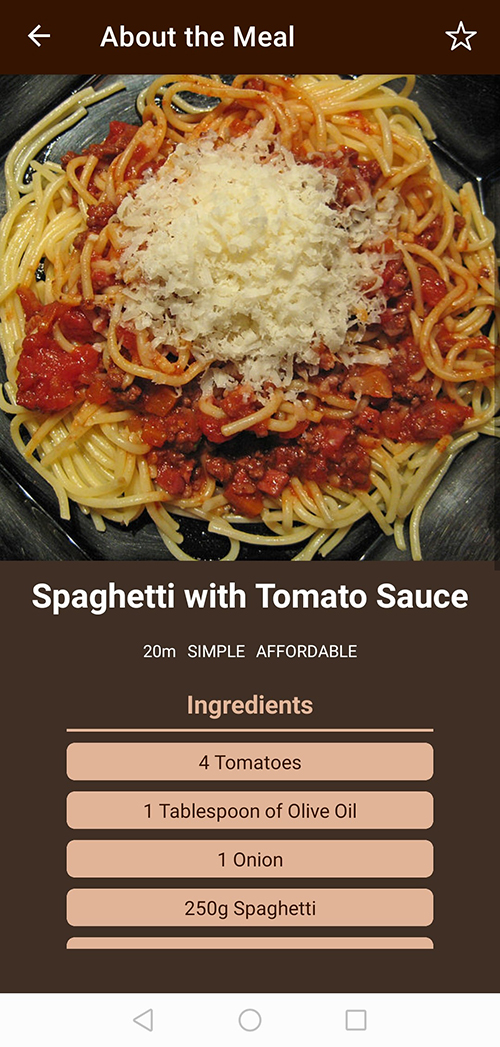 About the Meal
Spaghetti with Tomato Sauce
20m SIMPLE AFFORDABLE
Ingredients
4 Tomatoes
1 Tablespoon of Olive Oil
1 Onion
250g Spaghetti